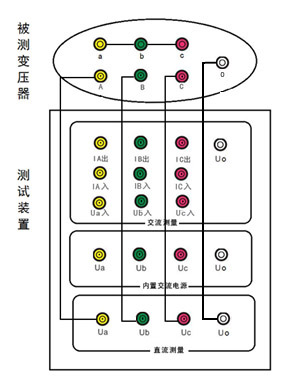 被测变压器
a b c
A B C o
测试装置
IA出 IB出 IC出 Uo
IA入 IB入 IC入
Ua入 Ub入 Uc入
交流测量
Ua Ub Uc Uo
内置交流电源
Ua Ub Uc Uo
直流测量